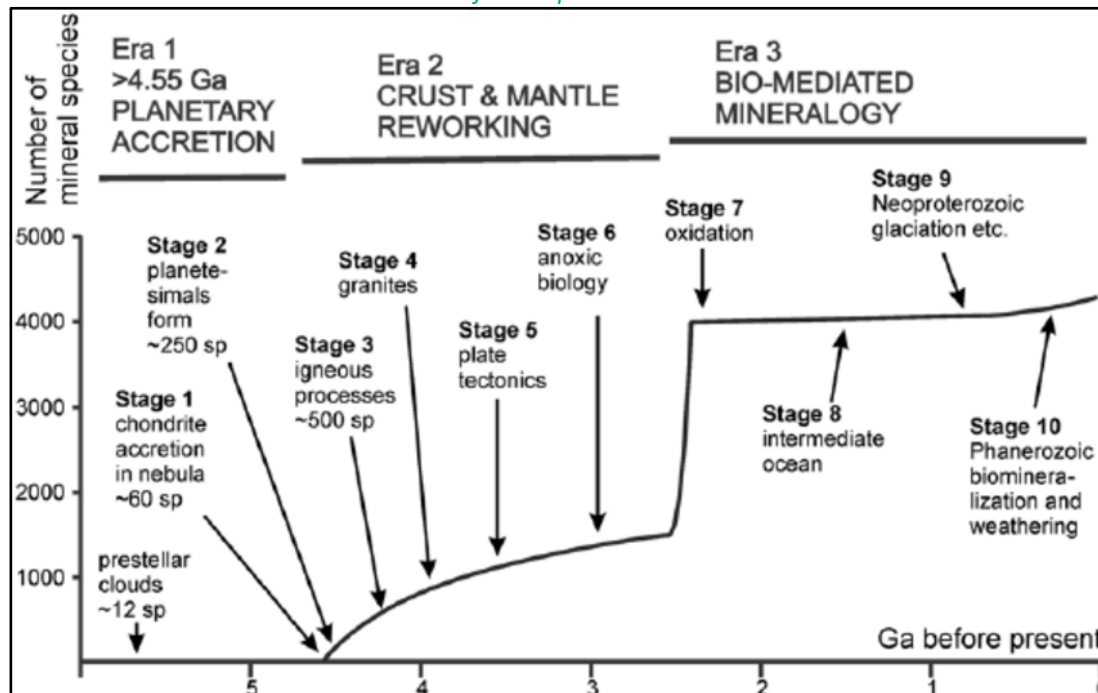 Number of
mineral species
Era 1
>4.55 Ga
PLANETARY
ACCRETION
Era 2
CRUST & MANTLE
REWORKING
Era 3
BIO-MEDIATED
MINERALOGY
5000
4000
3000
2000
1000
prestellar
clouds
~12 sp
Stage 1
chondrite
accretion
in nebula
~60 sp
Stage 2
planete-
simals
form
~250 sp
Stage 3
igneous
processes
~500 sp
Stage 4
granites
Stage 5
plate
tectonics
Stage 6
anoxic
biology
Stage 7
oxidation
Stage 8
intermediate
ocean
Stage 9
Neoproterozoic
glaciation etc.
Stage 10
Phanerozoic
biominera-
lization and
weathering
Ga before present
5
4
3
2
1